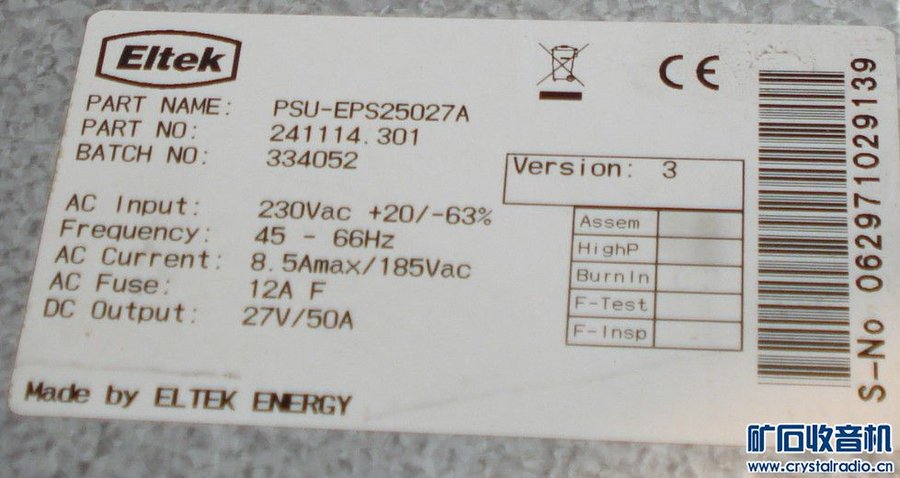 Eltek
CE
PART NAME: PSU-EPS25027A
PART NO: 241114.301
BATCH NO: 334052
Version: 3
AC Input: 230Vac +20/-63%
Frequency: 45 - 66Hz
AC Current: 8.5Amax/185Vac
AC Fuse: 12A F
DC Output: 27V/50A
Assem
HighP
BurnIn
F-Test
F-Insp
Made by ELTEK ENERGY
S-No 062971029139
矿石收音机
www.crystalradio.cn